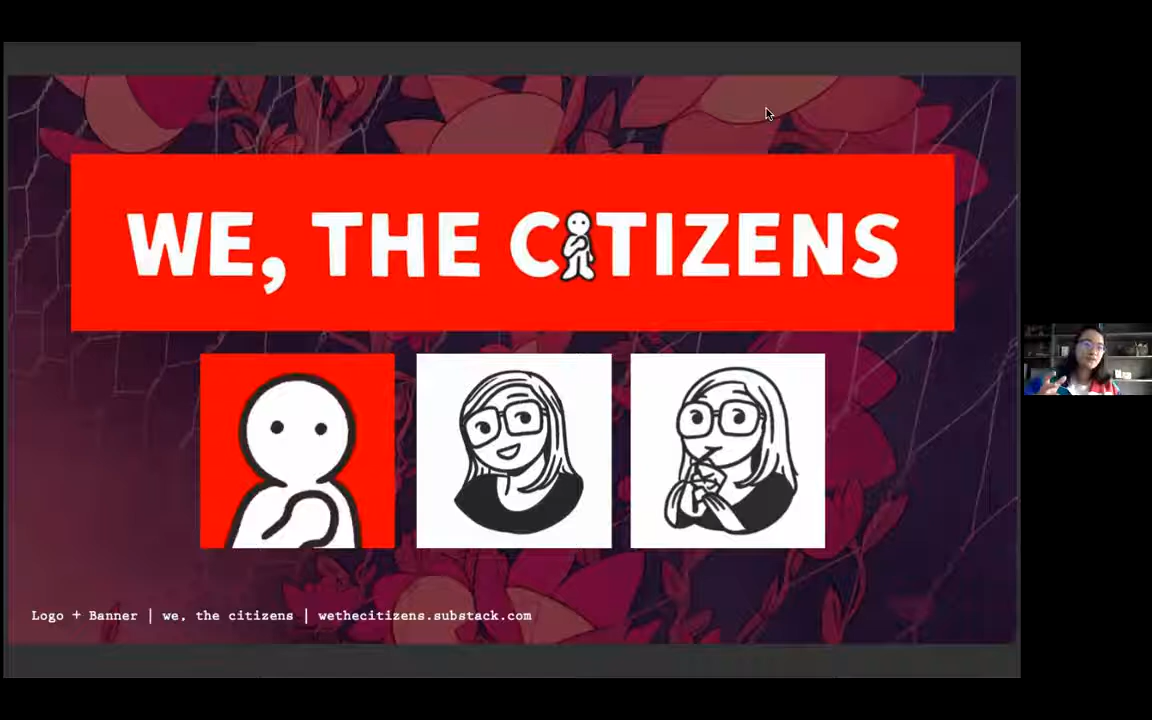 WE, THE CITIZENS
Logo + Banner | we, the citizens | wethecitizens.substack.com